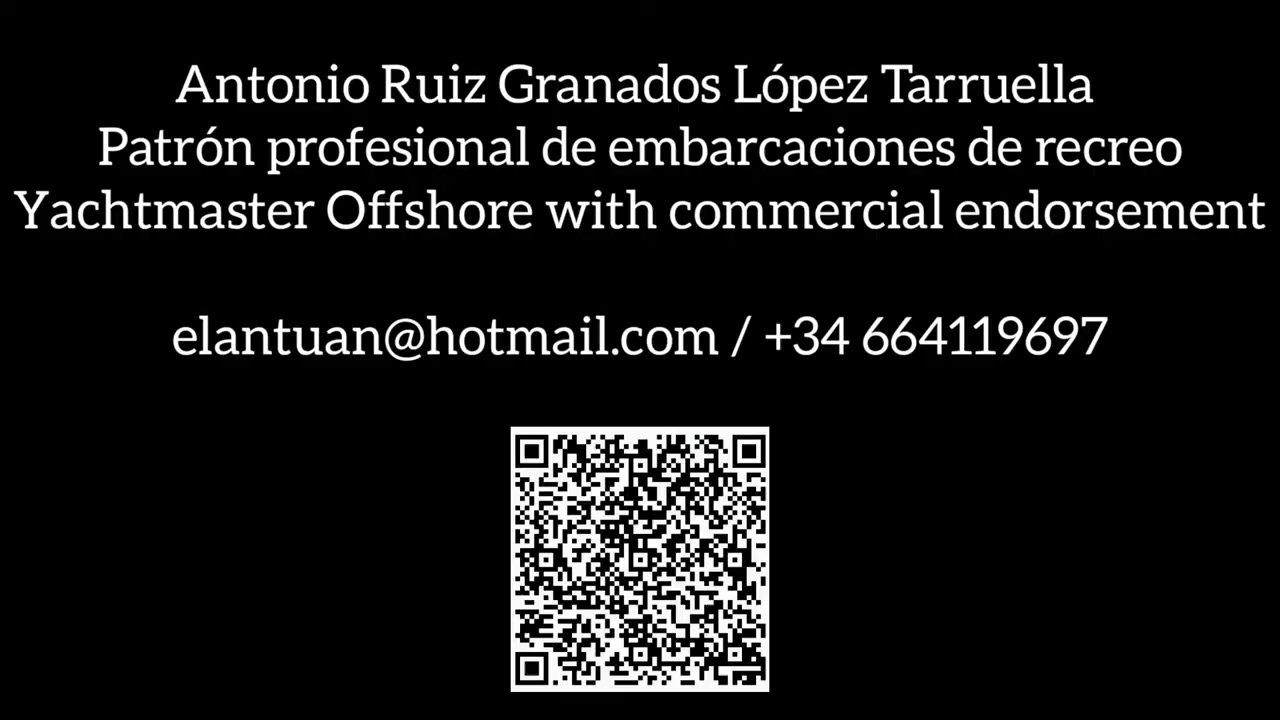 Antonio Ruiz Granados López Tarruella
Patrón profesional de embarcaciones de recreo
Yachtmaster Offshore with commercial endorsement
elantuan@hotmail.com / +34 664119697